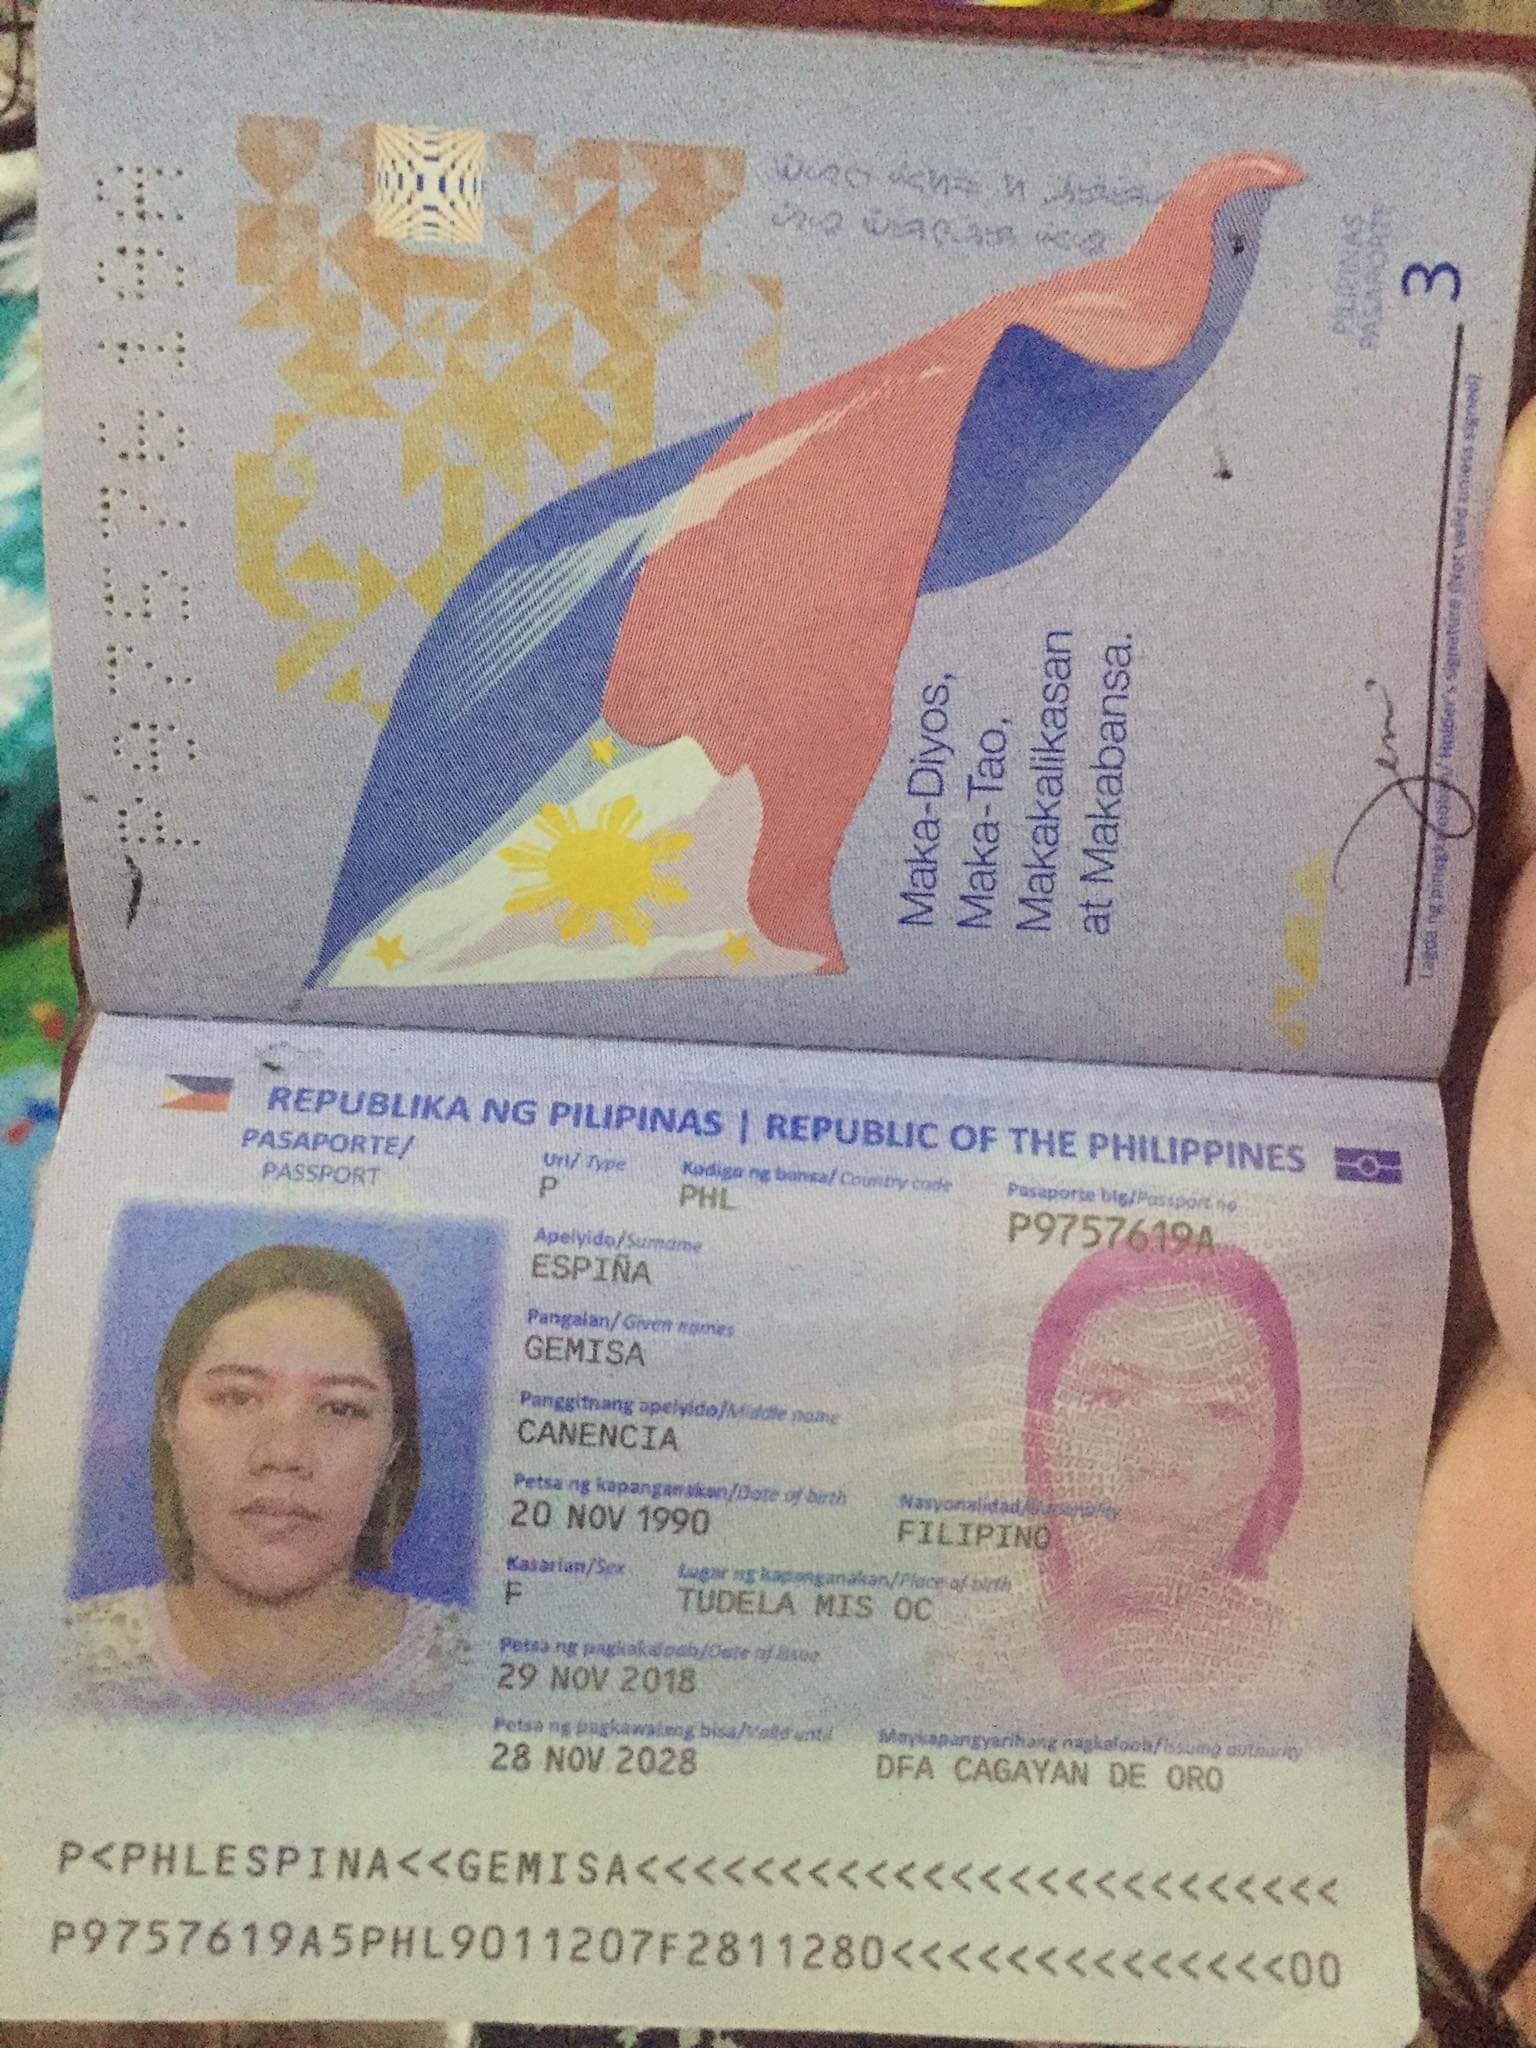 PILIPINAS
PASAPORTE
3
Maka-Diyos,
Maka-Tao,
Makakalikasan
at Makabansa.
Lagda ng / Holder's signature (Not valid unless signed)
REPUBLIKA NG PILIPINAS | REPUBLIC OF THE PHILIPPINES
PASAPORTE/
PASSPORT
Uri/ Type
P
Kodigo ng bansa/ Country code
PHL
Pasaporte blg/Passport no
P9757619A
Apelyido/Surname
ESPIÑA
Pangalan/ Given names
GEMISA
Panggitnang apelyido/Middle name
CANENCIA
Petsa ng kapanganakan/Date of birth
20 NOV 1990
Nasyonalidad/Nationality
FILIPINO
Kasarian/Sex
F
Lugar ng kapanganakan/Place of birth
TUDELA MIS OC
Petsa ng pagkakaloob/Date of issue
29 NOV 2018
Petsa ng pagkawalang bisa/Valid until
28 NOV 2028
Maykapangyarihang nagkaloob/Issuing authority
DFA CAGAYAN DE ORO
P<PHLESPINA<<GEMISA<<<<<<<<<<<<<<<<<<<<<<<<<
P9757619A5PHL9011207F2811280<<<<<<<<<<<<<<00